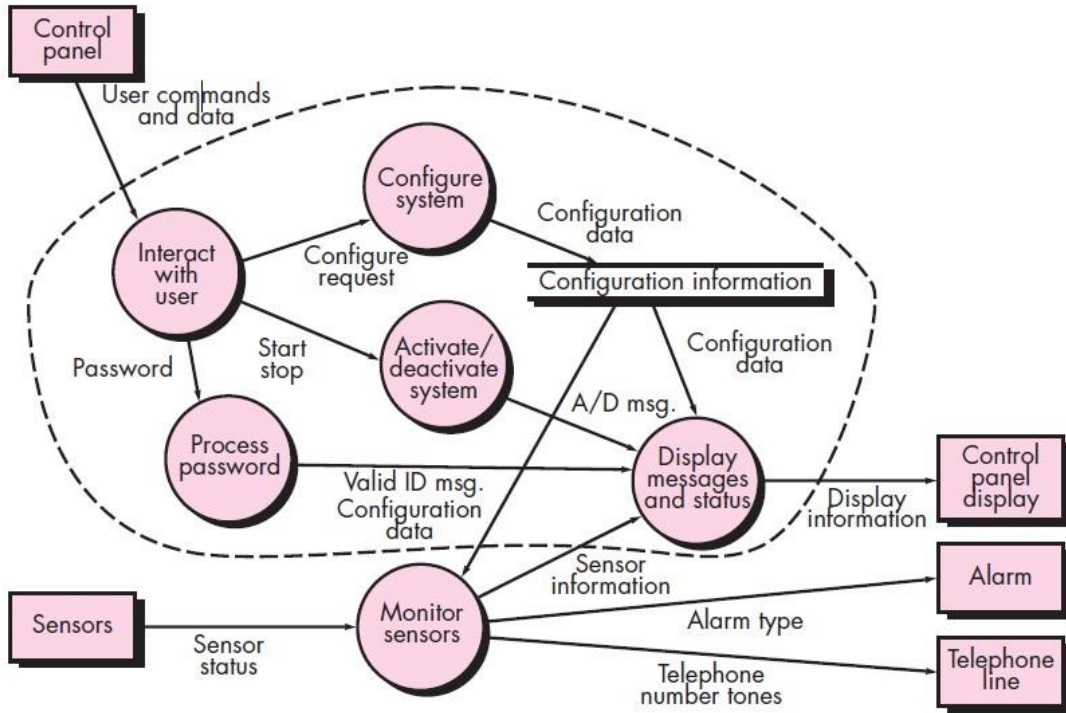 Control
panel
User commands
and data
Configure
system
Configuration
data
Interact
with
user
Configure
request
Configuration information
Password
Start
stop
Activate/
deactivate
system
Configuration
data
A/D msg.
Process
password
Valid ID msg.
Configuration
data
Display
messages
and status
Display
information
Control
panel
display
Sensor
information
Alarm
Sensors
Sensor
status
Monitor
sensors
Alarm type
Telephone
number tones
Telephone
line